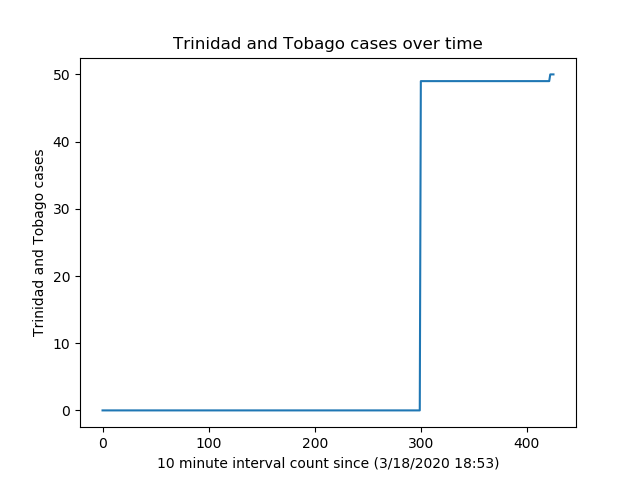 Trinidad and Tobago cases over time
50
40
30
20
10
0
Trinidad and Tobago cases
0 100 200 300 400
10 minute interval count since (3/18/2020 18:53)